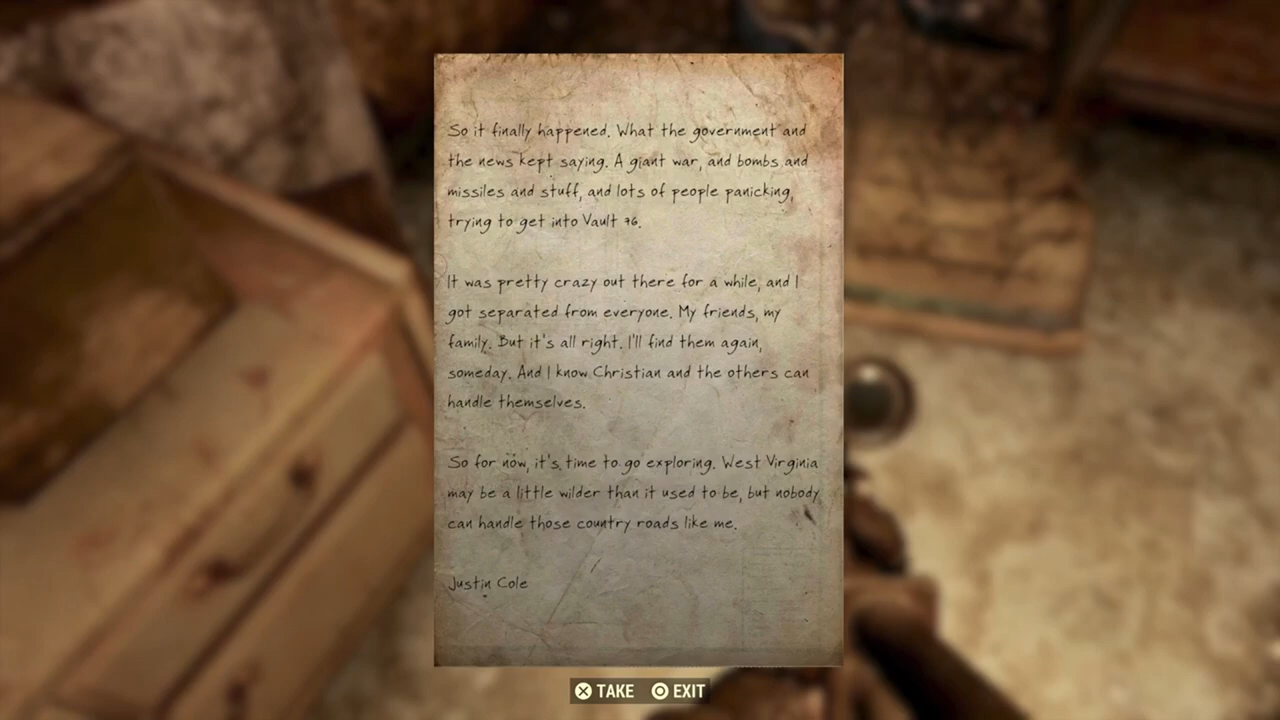 So it finally happened. What the government and
the news kept saying. A giant war, and bombs and
missiles and stuff, and lots of people panicking,
trying to get into Vault 76.
It was pretty crazy out there for a while, and I
got separated from everyone. My friends, my
family. But it's all right. I'll find them again,
someday. And I know Christian and the others can
handle themselves.
So for now, it's time to go exploring. West Virginia
may be a little wilder than it used to be, but nobody
can handle those country roads like me.
Justin Cole
TAKE EXIT